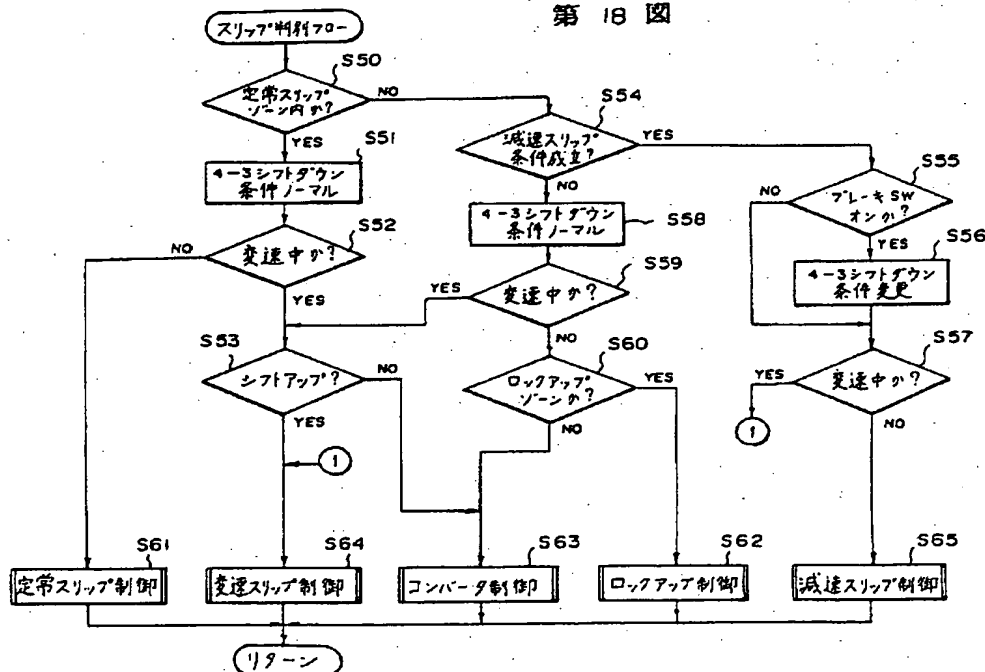 第 18 図
スリップ判別フロー
S50
定常スリップ
ゾーン内か?
NO
YES
S51
4-3シフトダウン
条件ノーマル
S52
変速中か?
NO
YES
S53
シフトアップ?
NO
YES
1
S54
減速スリップ
条件成立?
YES
NO
S58
4-3シフトダウン
条件ノーマル
S59
変速中か?
YES
NO
S60
ロックアップ
ゾーンか?
YES
NO
S55
ブレーキSW
オンか?
NO
YES
S56
4-3シフトダウン
条件変更
S57
変速中か?
YES
NO
1
S61
定常スリップ制御
S64
変速スリップ制御
S63
コンバータ制御
S62
ロックアップ制御
S65
減速スリップ制御
リターン